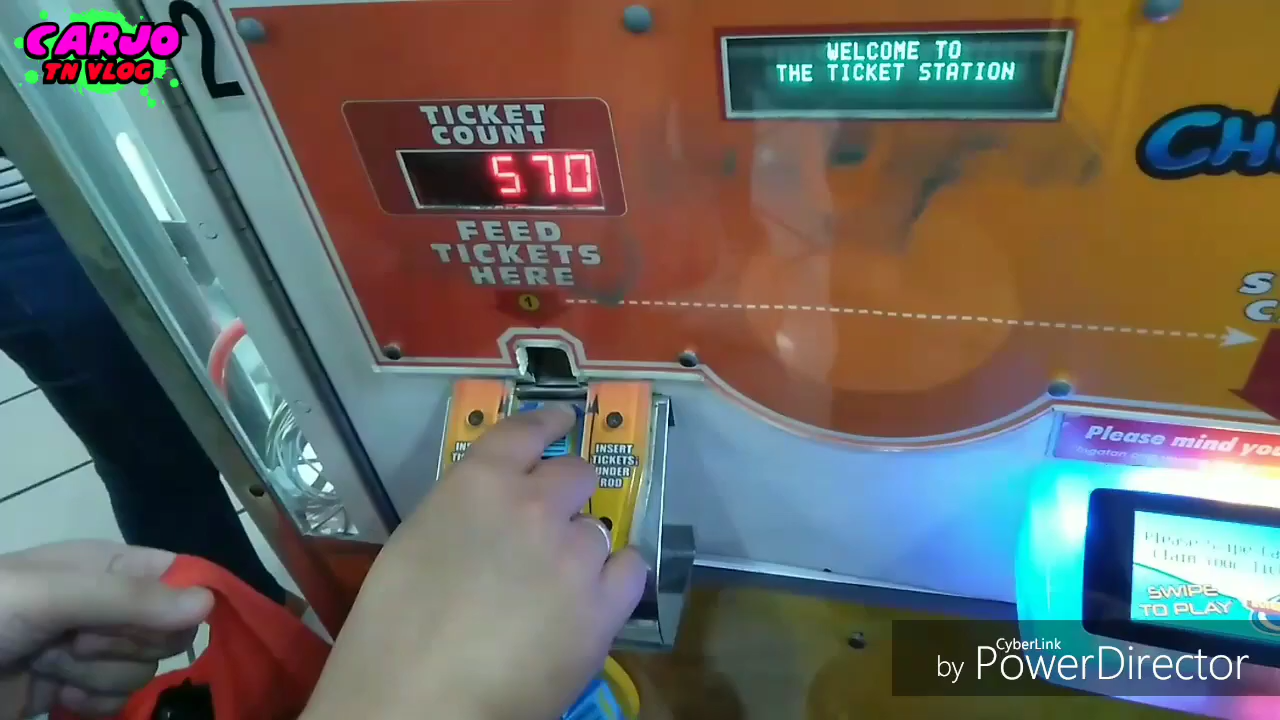 CARJO
TN VLOG
2
WELCOME TO
THE TICKET STATION
TICKET
COUNT
570
FEED
TICKETS
HERE
1
INSERT
TICKETS
UNDER
ROD
Please mind
SWIPE
TO PLAY
CyberLink
by PowerDirector